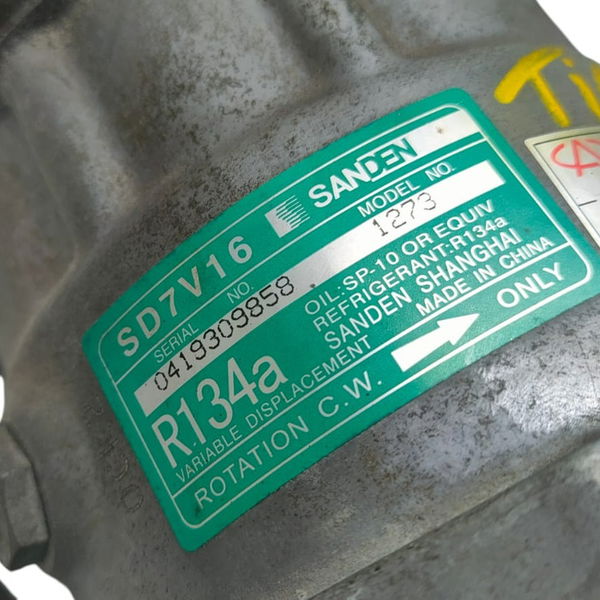 SD7V16 SANDEN
SERIAL NO. MODEL NO.
0419309858 1273
R134a
OIL:SP-10 OR EQUIV
REFRIGERANT:R134a
SANDEN SHANGHAI
VARIABLE DISPLACEMENT MADE IN CHINA
ROTATION C.W. ONLY